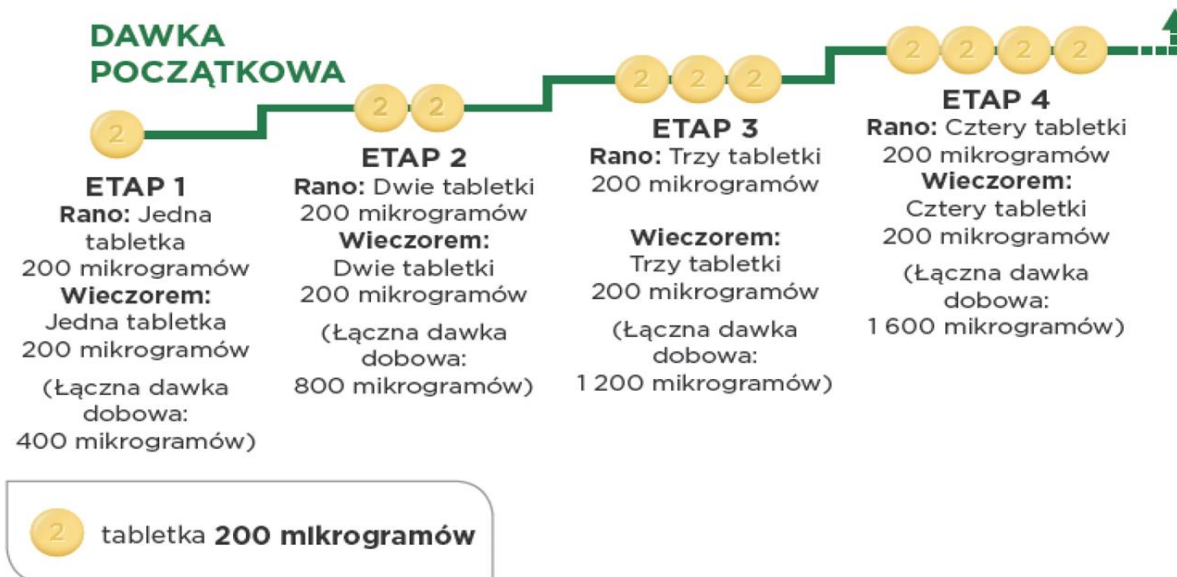 DAWKA
POCZĄTKOWA
2
ETAP 1
Rano: Jedna
tabletka
200 mikrogramów
Wieczorem:
Jedna tabletka
200 mikrogramów
(Łączna dawka
dobowa:
400 mikrogramów)
2 2
ETAP 2
Rano: Dwie tabletki
200 mikrogramów
Wieczorem:
Dwie tabletki
200 mikrogramów
(Łączna dawka
dobowa:
800 mikrogramów)
2 2 2
ETAP 3
Rano: Trzy tabletki
200 mikrogramów
Wieczorem:
Trzy tabletki
200 mikrogramów
(Łączna dawka
dobowa:
1 200 mikrogramów)
2 2 2 2
ETAP 4
Rano: Cztery tabletki
200 mikrogramów
Wieczorem:
Cztery tabletki
200 mikrogramów
(Łączna dawka
dobowa:
1 600 mikrogramów)
2 tabletka 200 mikrogramów